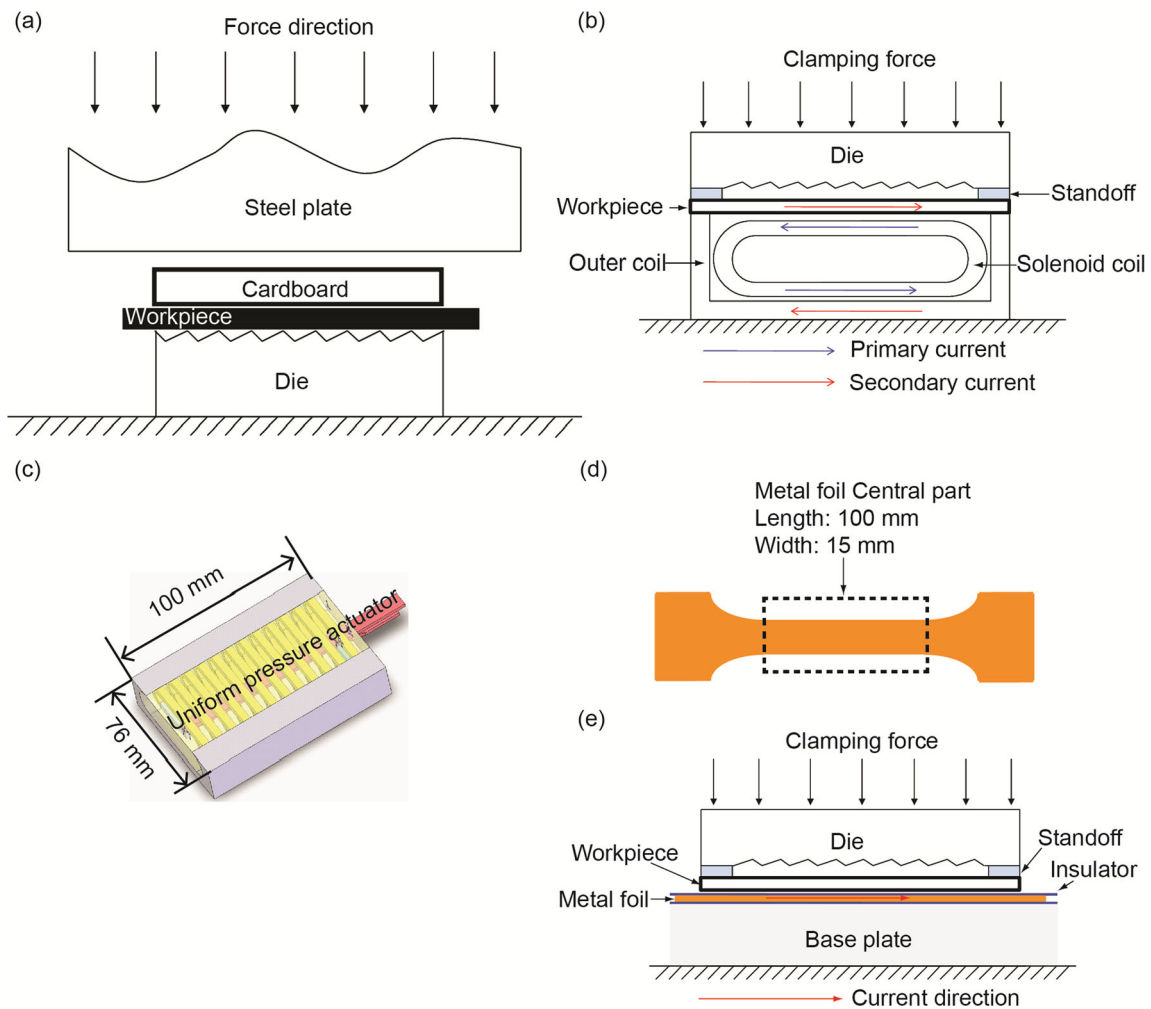 (a)
Force direction
Steel plate
Cardboard
Workpiece
Die
(b)
Clamping force
Die
Standoff
Workpiece
Outer coil
Solenoid coil
Primary current
Secondary current
(c)
100 mm
Uniform pressure actuator
76 mm
(d)
Metal foil Central part
Length: 100 mm
Width: 15 mm
(e)
Clamping force
Die
Standoff
Workpiece
Insulator
Metal foil
Base plate
Current direction